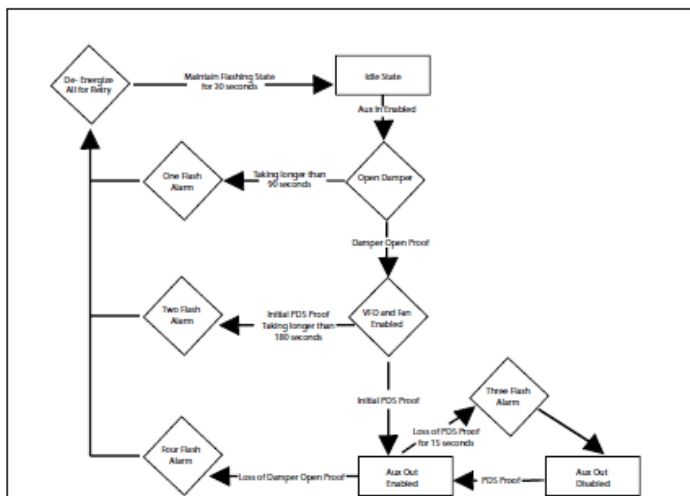 De- Energize
All for Retry
Maintain Flashing State
for 30 seconds
Idle State
Aux In Enabled
One Flash
Alarm
Taking longer than
90 seconds
Open Damper
Damper Open Proof
Two Flash
Alarm
Initial PDS Proof
Taking longer than
180 seconds
VFD and Fan
Enabled
Three Flash
Alarm
Initial PDS Proof
Loss of PDS Proof
for 15 seconds
Four Flash
Alarm
Loss of Damper Open Proof
Aux Out
Enabled
PDS Proof
Aux Out
Disabled